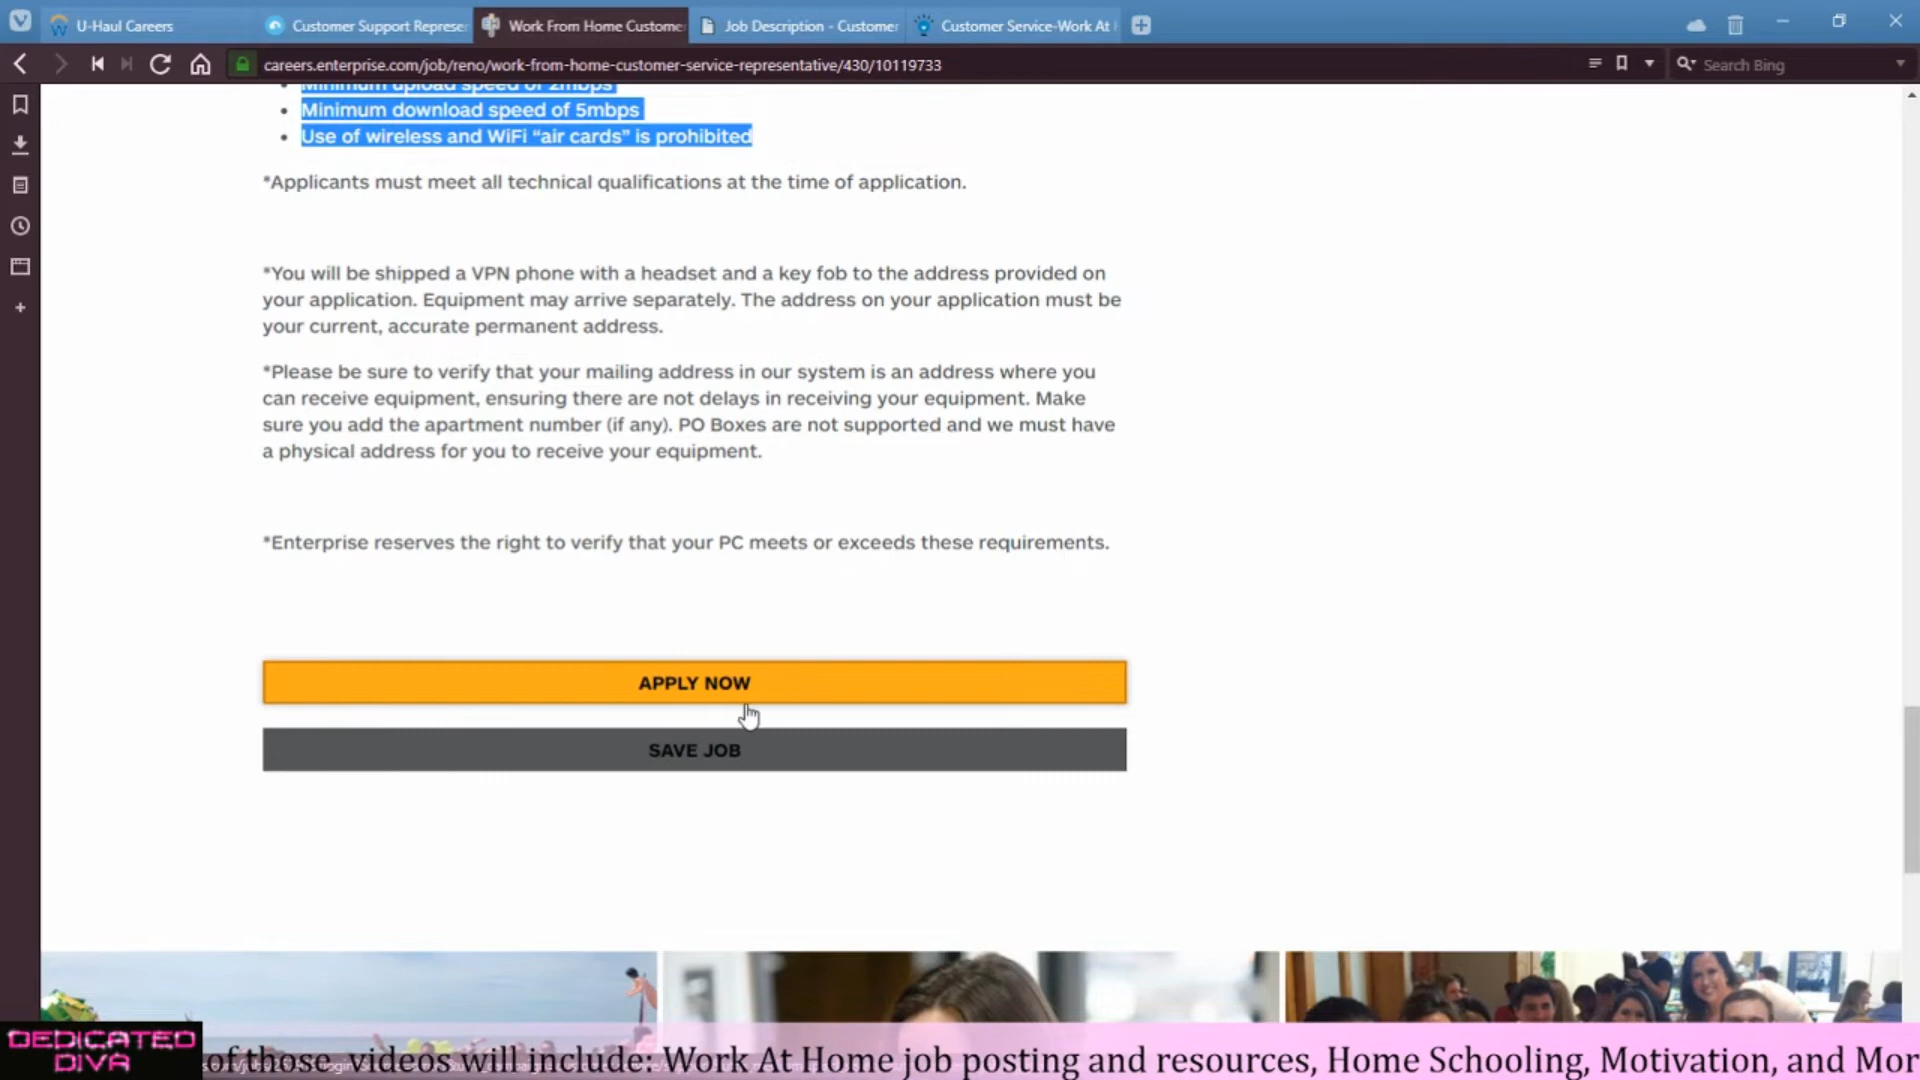 U-Haul Careers
Customer Support Represe
Work From Home Custome
Job Description - Custome
Customer Service-Work At
careers.enterprise.com/job/reno/work-from-home-customer-service-representative/430/10119733
Search Bing
Minimum upload speed of 2mbps
Minimum download speed of 5mbps
Use of wireless and WiFi “air cards” is prohibited
*Applicants must meet all technical qualifications at the time of application.
*You will be shipped a VPN phone with a headset and a key fob to the address provided on
your application. Equipment may arrive separately. The address on your application must be
your current, accurate permanent address.
*Please be sure to verify that your mailing address in our system is an address where you
can receive equipment, ensuring there are not delays in receiving your equipment. Make
sure you add the apartment number (if any). PO Boxes are not supported and we must have
a physical address for you to receive your equipment.
*Enterprise reserves the right to verify that your PC meets or exceeds these requirements.
APPLY NOW
SAVE JOB
DEDICATED
DIVA
of those videos will include: Work At Home job posting and resources, Home Schooling, Motivation, and Mor